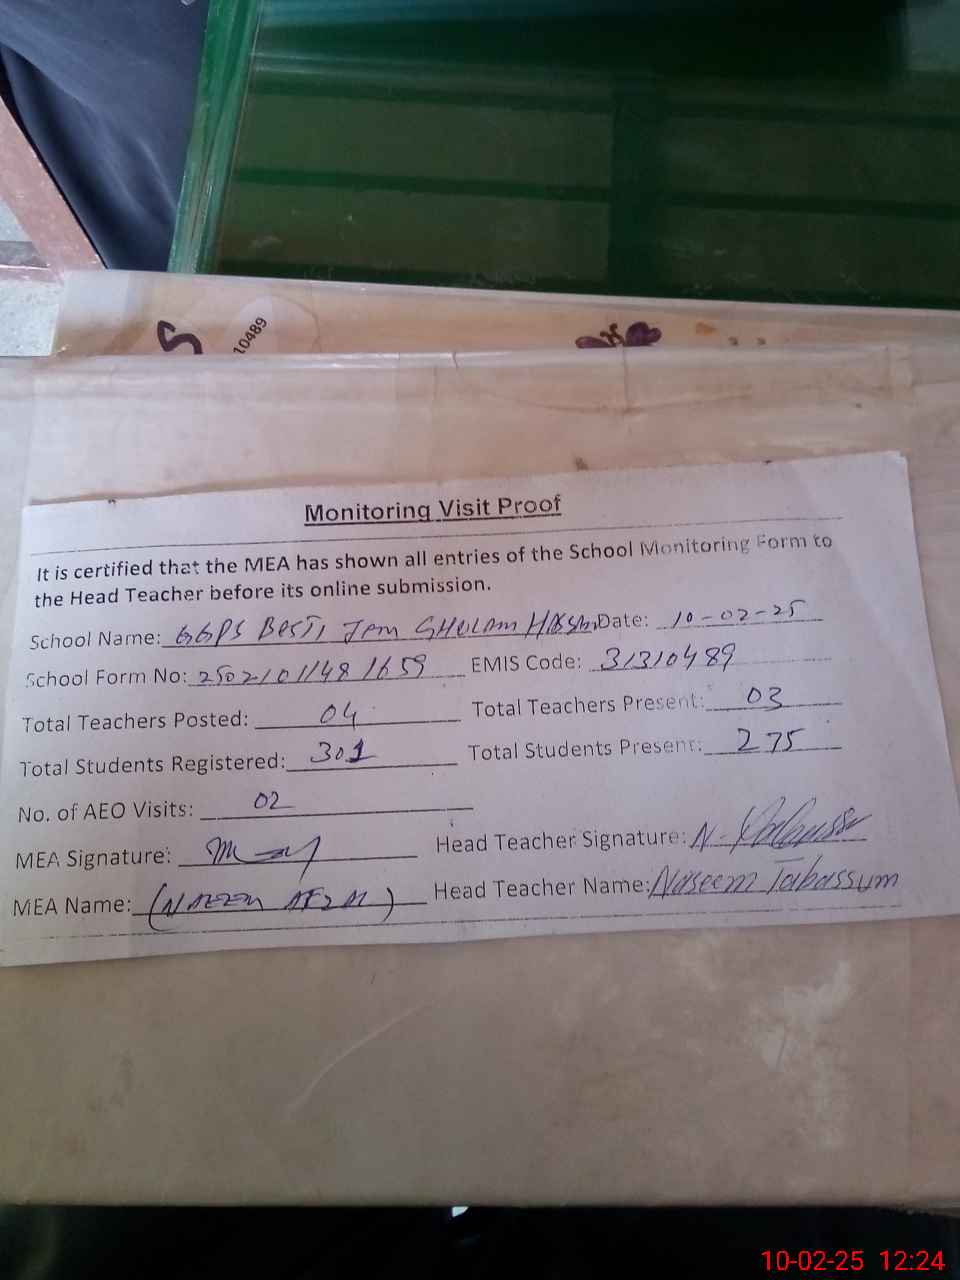 S
10489
Monitoring Visit Proof
It is certified that the MEA has shown all entries of the School Monitoring Form to
the Head Teacher before its online submission.
School Name: GGPS BASTI JAM GHULAM Date: 10-02-25
School Form No: 25021011481659 EMIS Code: 31310489
Total Teachers Posted: 04 Total Teachers Present: 03
Total Students Registered: 301 Total Students Present: 275
No. of AEO Visits: 02
MEA Signature: Head Teacher Signature: N.
MEA Name: (NAEEM AFZAL) Head Teacher Name: Naseem Tabassum
10-02-25 12:24